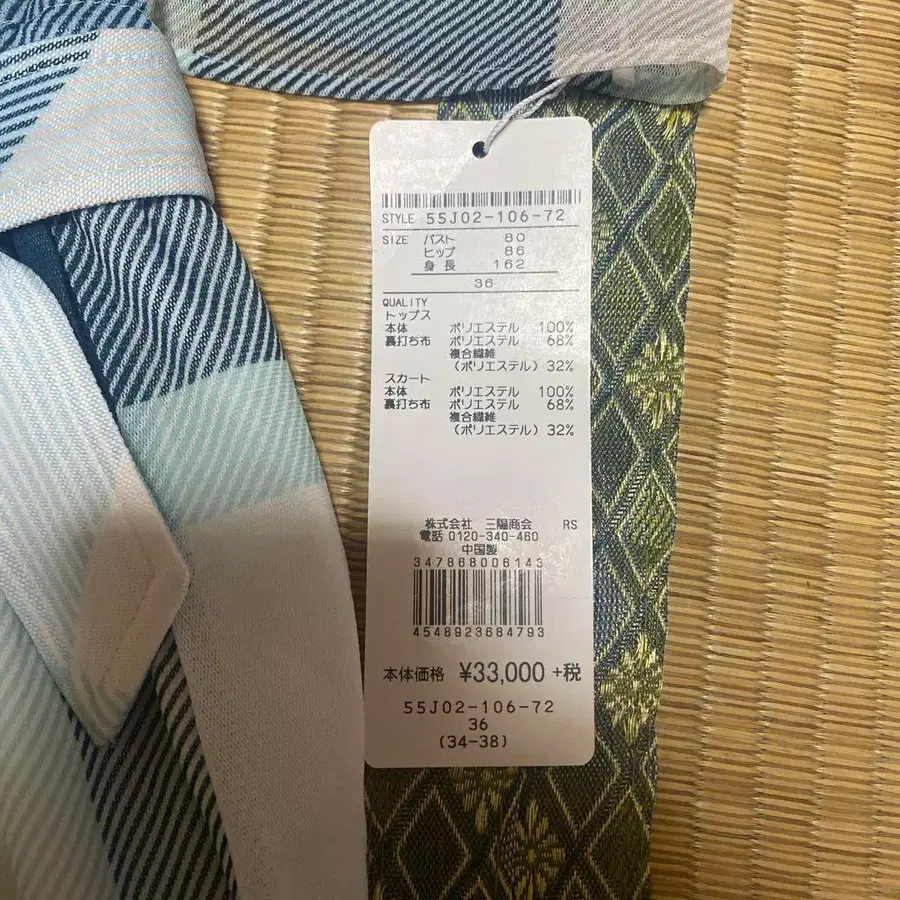 STYLE 55J02-106-72
SIZE バスト 80
ヒップ 86
身長 162
36
QUALITY
トップス
本体 ポリエステル 100%
裏打ち布 ポリエステル 68%
複合繊維
(ポリエステル) 32%
スカート
本体 ポリエステル 100%
裏打ち布 ポリエステル 68%
複合繊維
(ポリエステル) 32%
株式会社 三陽商会 RS
電話 0120-340-460
中国製
347868006143
4548923684793
本体価格 ¥33,000 +税
55J02-106-72
36
(34-38)